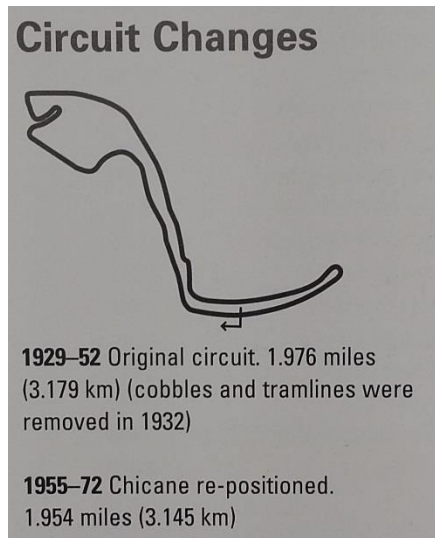 Circuit Changes
1929–52 Original circuit. 1.976 miles
(3.179 km) (cobbles and tramlines were
removed in 1932)
1955–72 Chicane re-positioned.
1.954 miles (3.145 km)